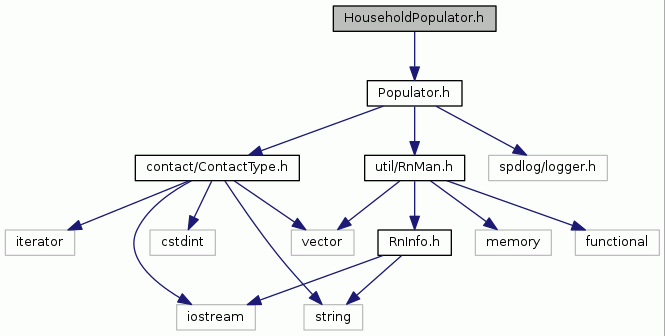 HouseholdPopulator.h
Populator.h
contact/ContactType.h
util/RnMan.h
spdlog/logger.h
iterator
cstdint
vector
RnInfo.h
memory
functional
iostream
string